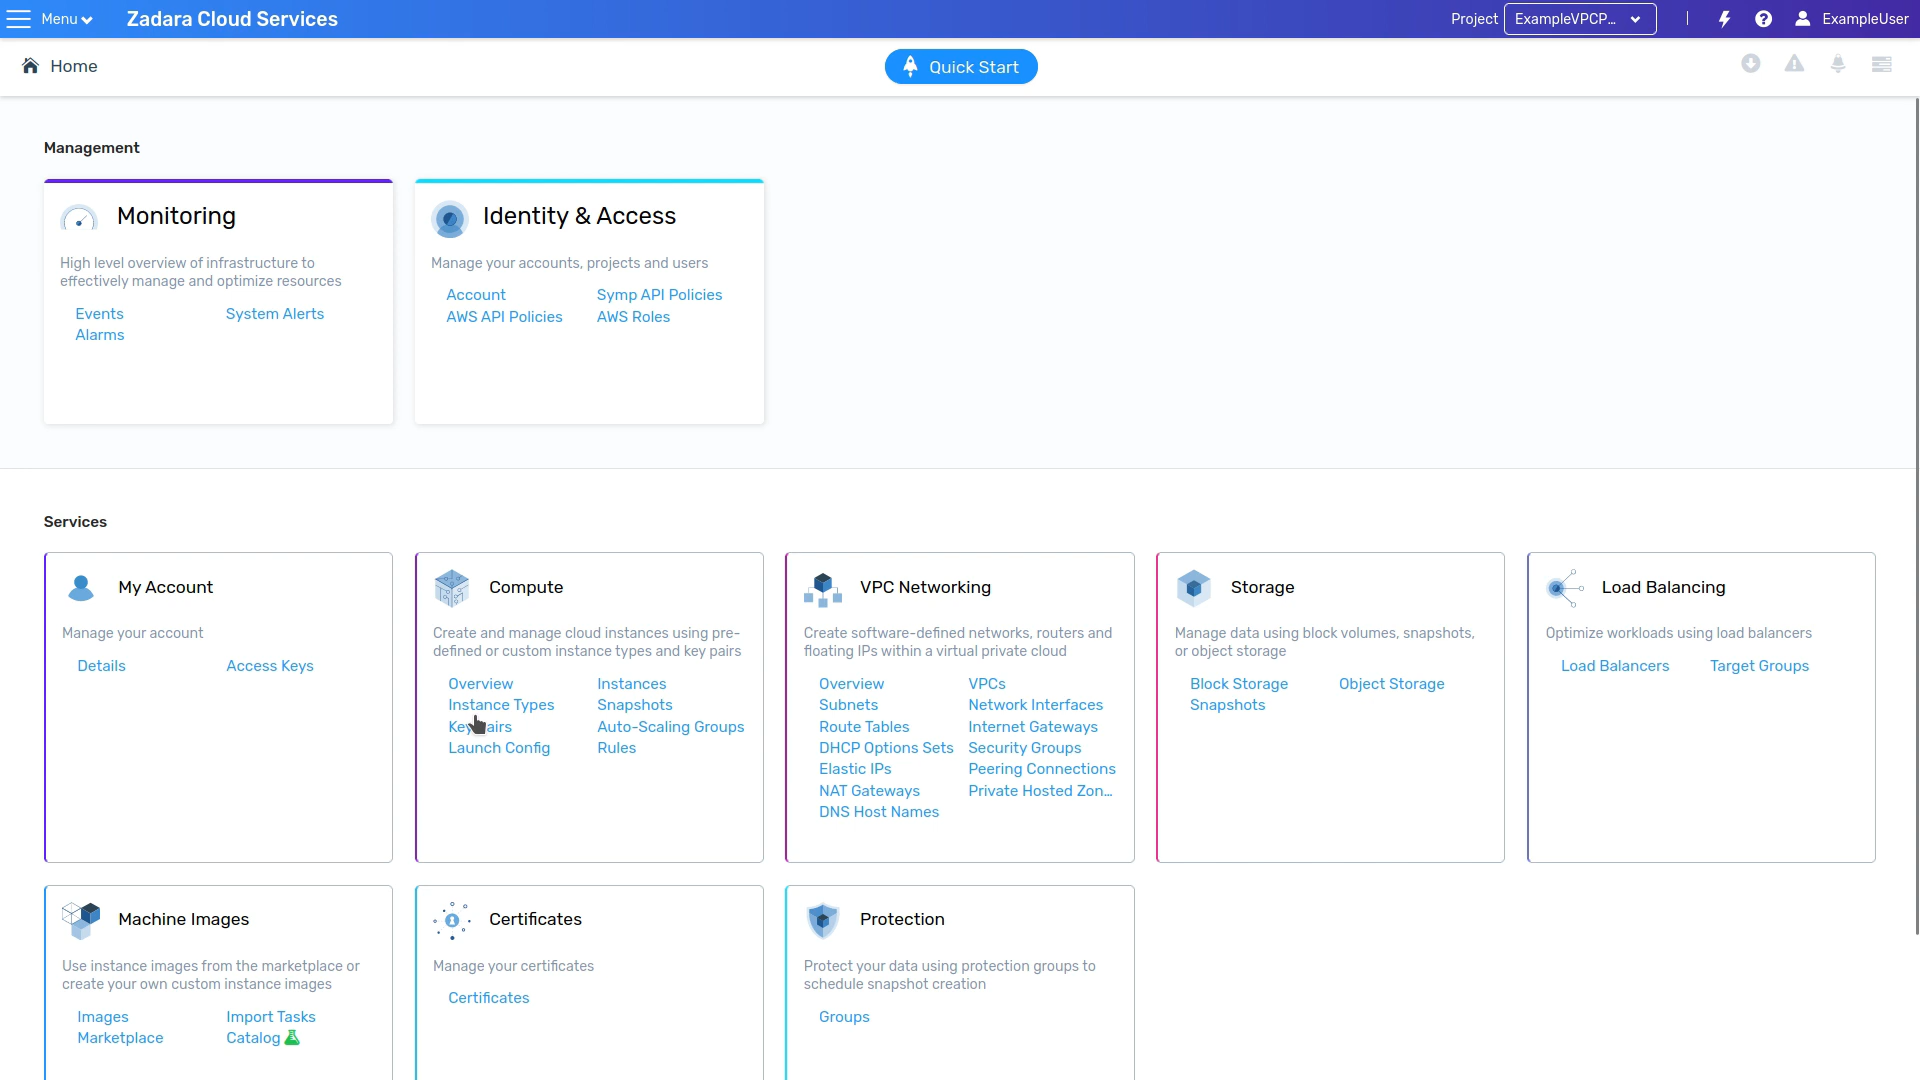 Menu
Zadara Cloud Services
Project
ExampleVPCP...
ExampleUser
Home
Quick Start
Management
Monitoring
High level overview of infrastructure to
effectively manage and optimize resources
Events
System Alerts
Alarms
Identity & Access
Manage your accounts, projects and users
Account
Symp API Policies
AWS API Policies
AWS Roles
Services
My Account
Manage your account
Details
Access Keys
Compute
Create and manage cloud instances using pre-
defined or custom instance types and key pairs
Overview
Instances
Instance Types
Snapshots
Auto-Scaling Groups
Launch Config
Rules
VPC Networking
Create software-defined networks, routers and
floating IPs within a virtual private cloud
Overview
VPCs
Subnets
Network Interfaces
Route Tables
Internet Gateways
DHCP Options Sets
Security Groups
Elastic IPs
Peering Connections
NAT Gateways
Private Hosted Zon...
DNS Host Names
Storage
Manage data using block volumes, snapshots,
or object storage
Block Storage
Object Storage
Snapshots
Load Balancing
Optimize workloads using load balancers
Load Balancers
Target Groups
Machine Images
Use instance images from the marketplace or
create your own custom instance images
Images
Import Tasks
Marketplace
Catalog
Certificates
Manage your certificates
Certificates
Protection
Protect your data using protection groups to
schedule snapshot creation
Groups